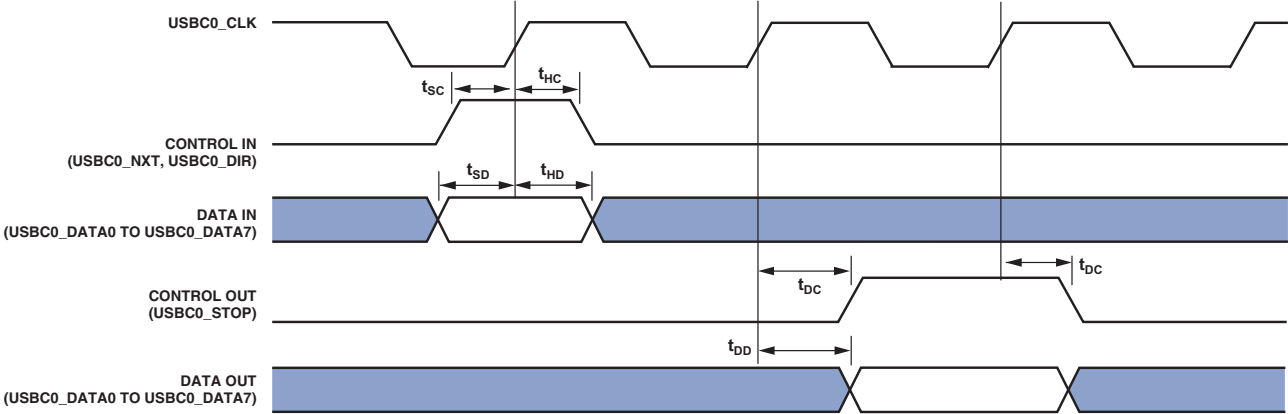 USBC0_CLK
tSC
tHC
CONTROL IN
(USBC0_NXT, USBC0_DIR)
tSD
tHD
DATA IN
(USBC0_DATA0 TO USBC0_DATA7)
tDC
tDC
CONTROL OUT
(USBC0_STOP)
tDD
DATA OUT
(USBC0_DATA0 TO USBC0_DATA7)